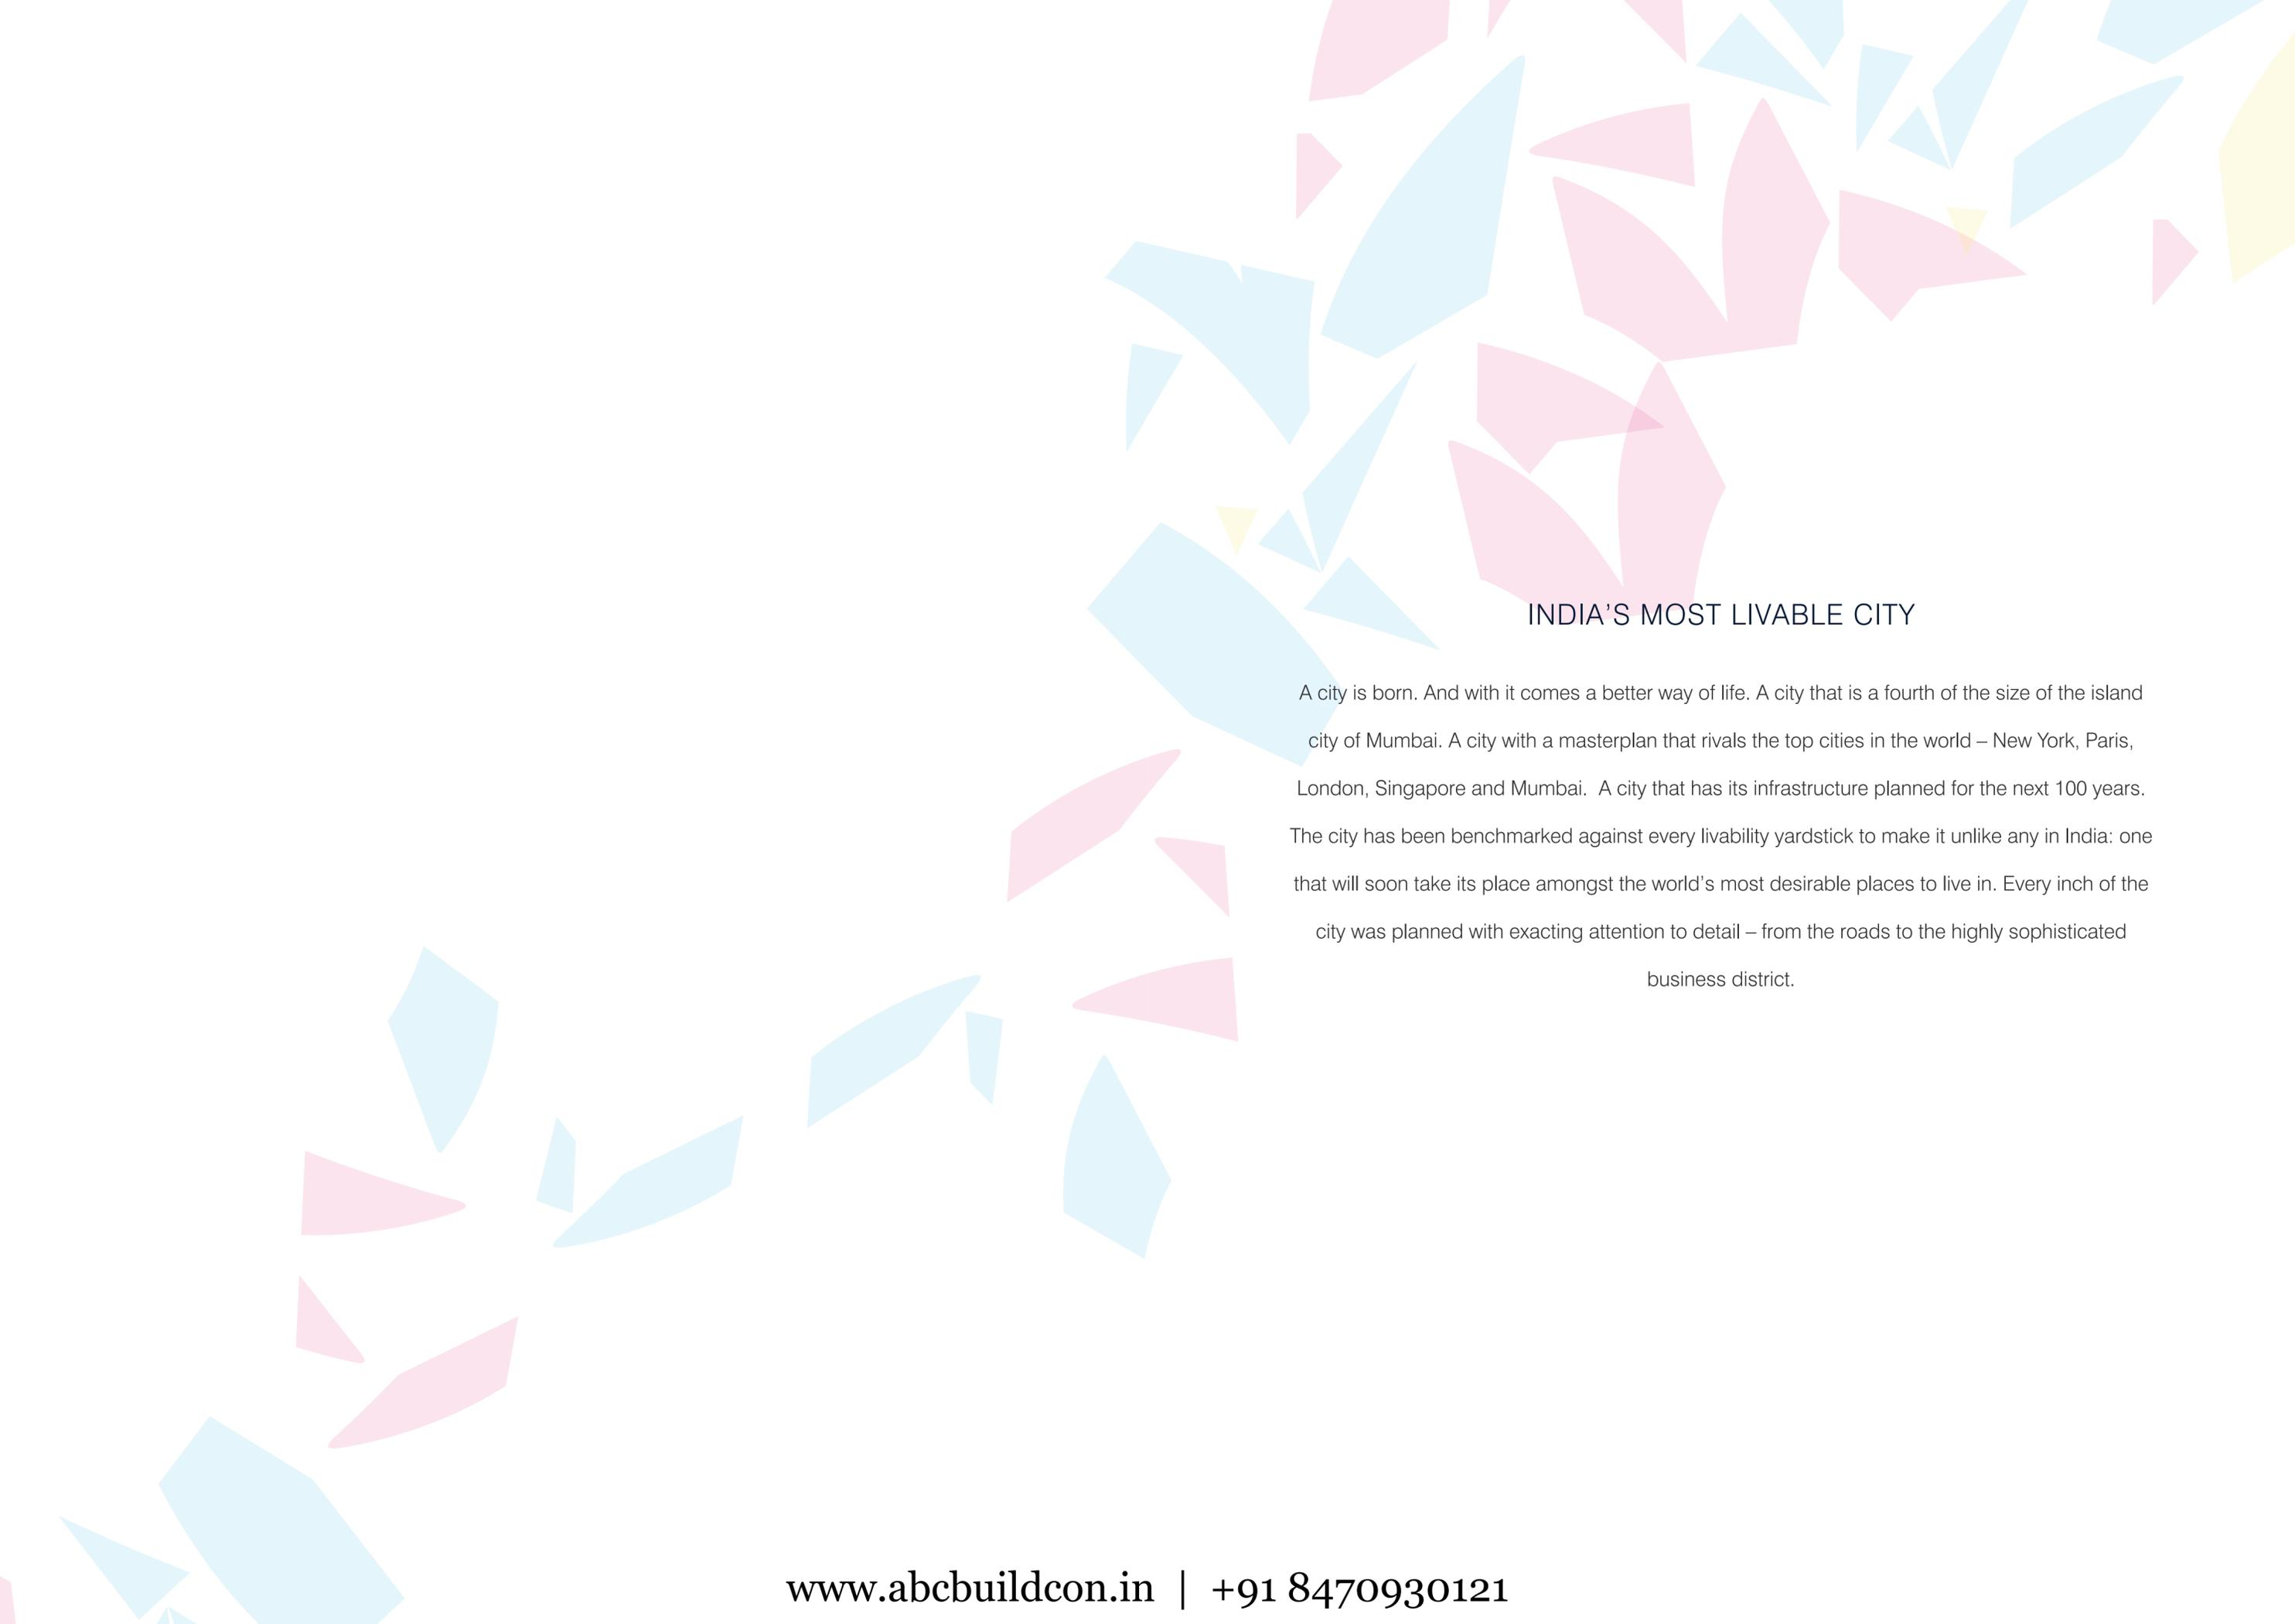 INDIA’S MOST LIVABLE CITY
A city is born. And with it comes a better way of life. A city that is a fourth of the size of the island
city of Mumbai. A city with a masterplan that rivals the top cities in the world – New York, Paris,
London, Singapore and Mumbai.  A city that has its infrastructure planned for the next 100 years.
The city has been benchmarked against every livability yardstick to make it unlike any in India: one
that will soon take its place amongst the world’s most desirable places to live in. Every inch of the
city was planned with exacting attention to detail – from the roads to the highly sophisticated
business district.
www.abcbuildcon.in | +91 8470930121